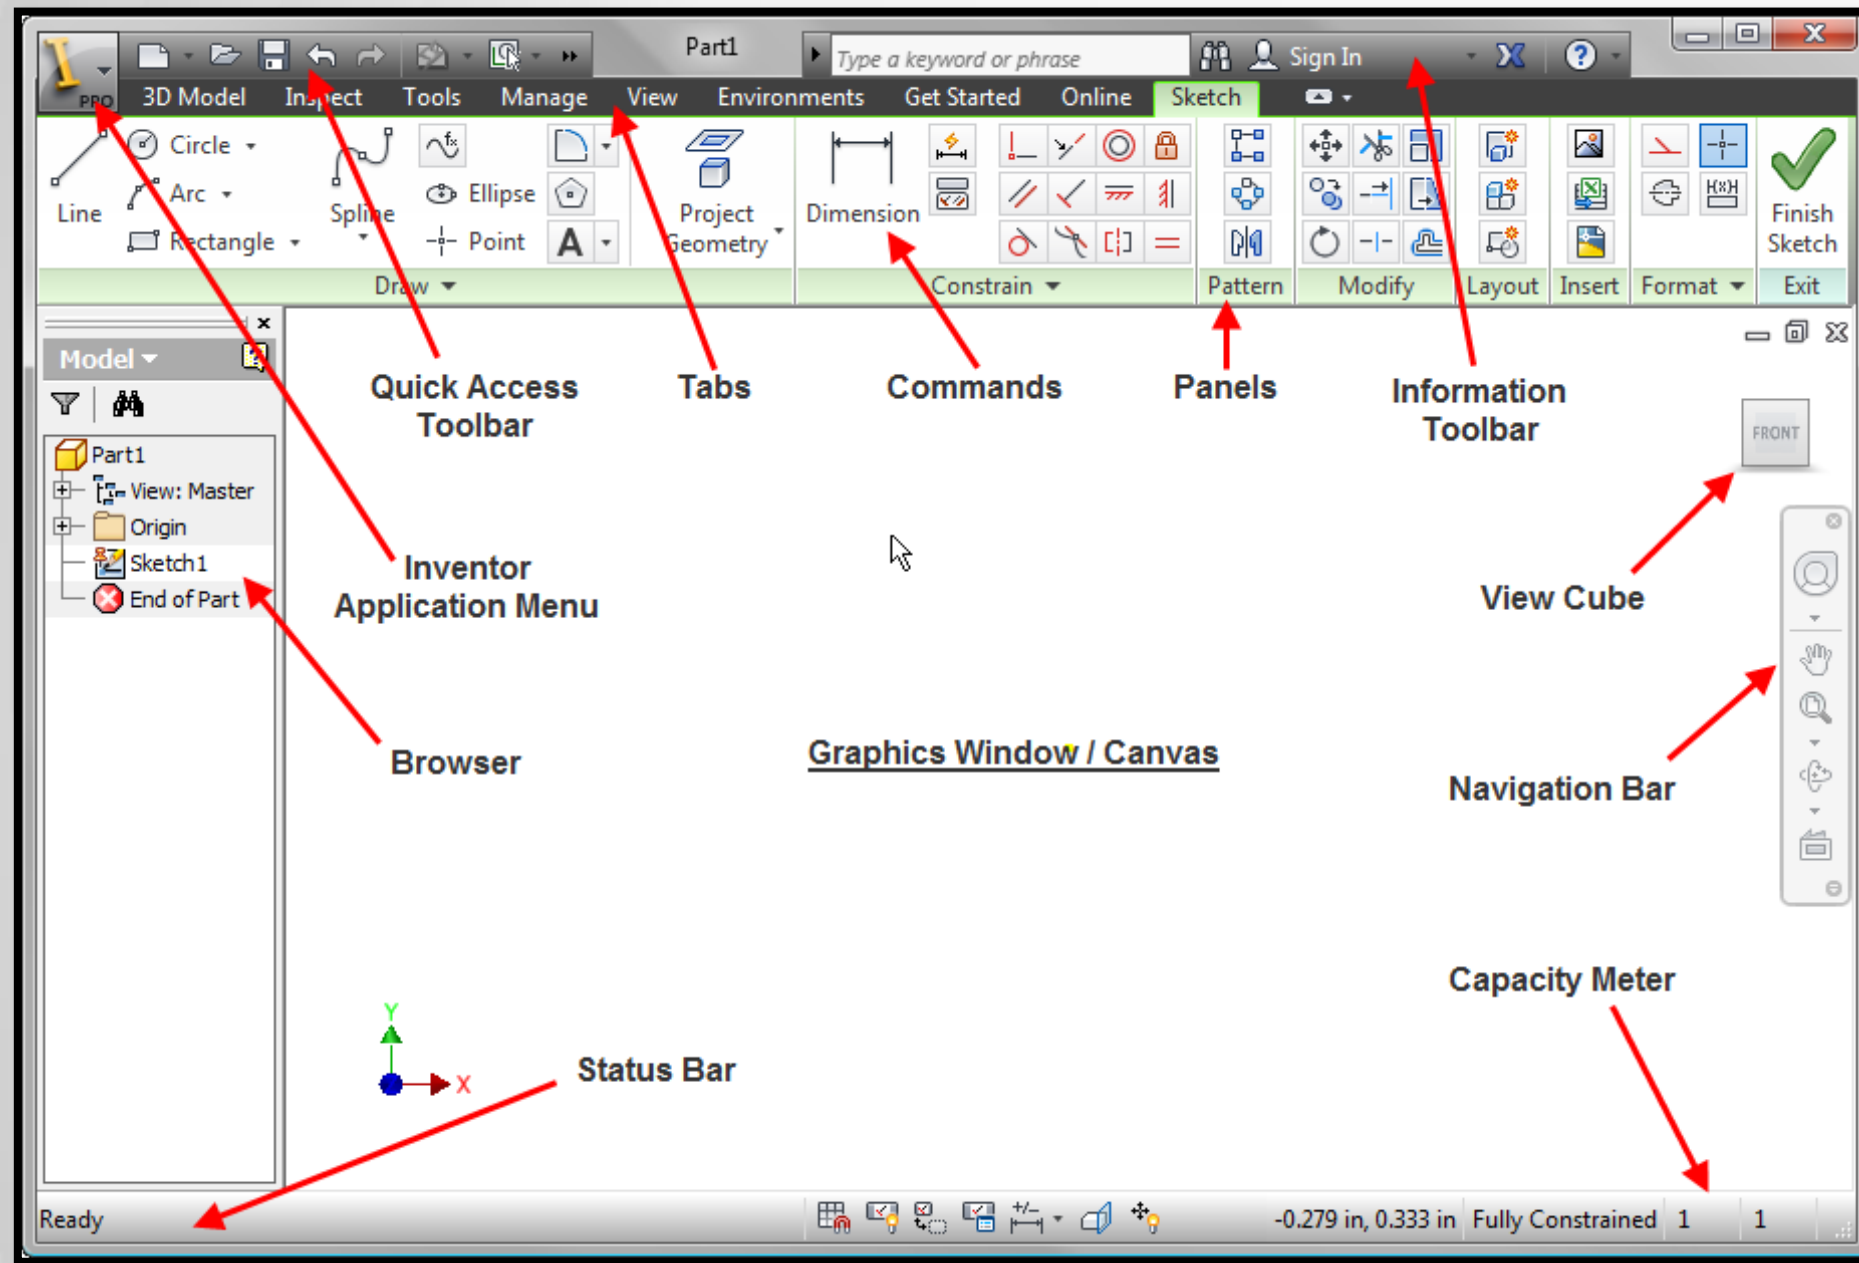 Part1
Type a keyword or phrase
Sign In
PRO
3D Model Inspect Tools Manage View Environments Get Started Online Sketch
Line
Circle
Arc
Rectangle
Spline
fx
Ellipse
Point
A
Project
Geometry
Dimension
Finish
Sketch
Draw
Constrain
Pattern
Modify
Layout
Insert
Format
Exit
Model
Quick Access
Toolbar
Tabs
Commands
Panels
Information
Toolbar
FRONT
Part1
View: Master
Origin
Sketch1
End of Part
Inventor
Application Menu
View Cube
Browser
Graphics Window / Canvas
Navigation Bar
Capacity Meter
Y
X
Status Bar
Ready
-0.279 in, 0.333 in Fully Constrained 1 1